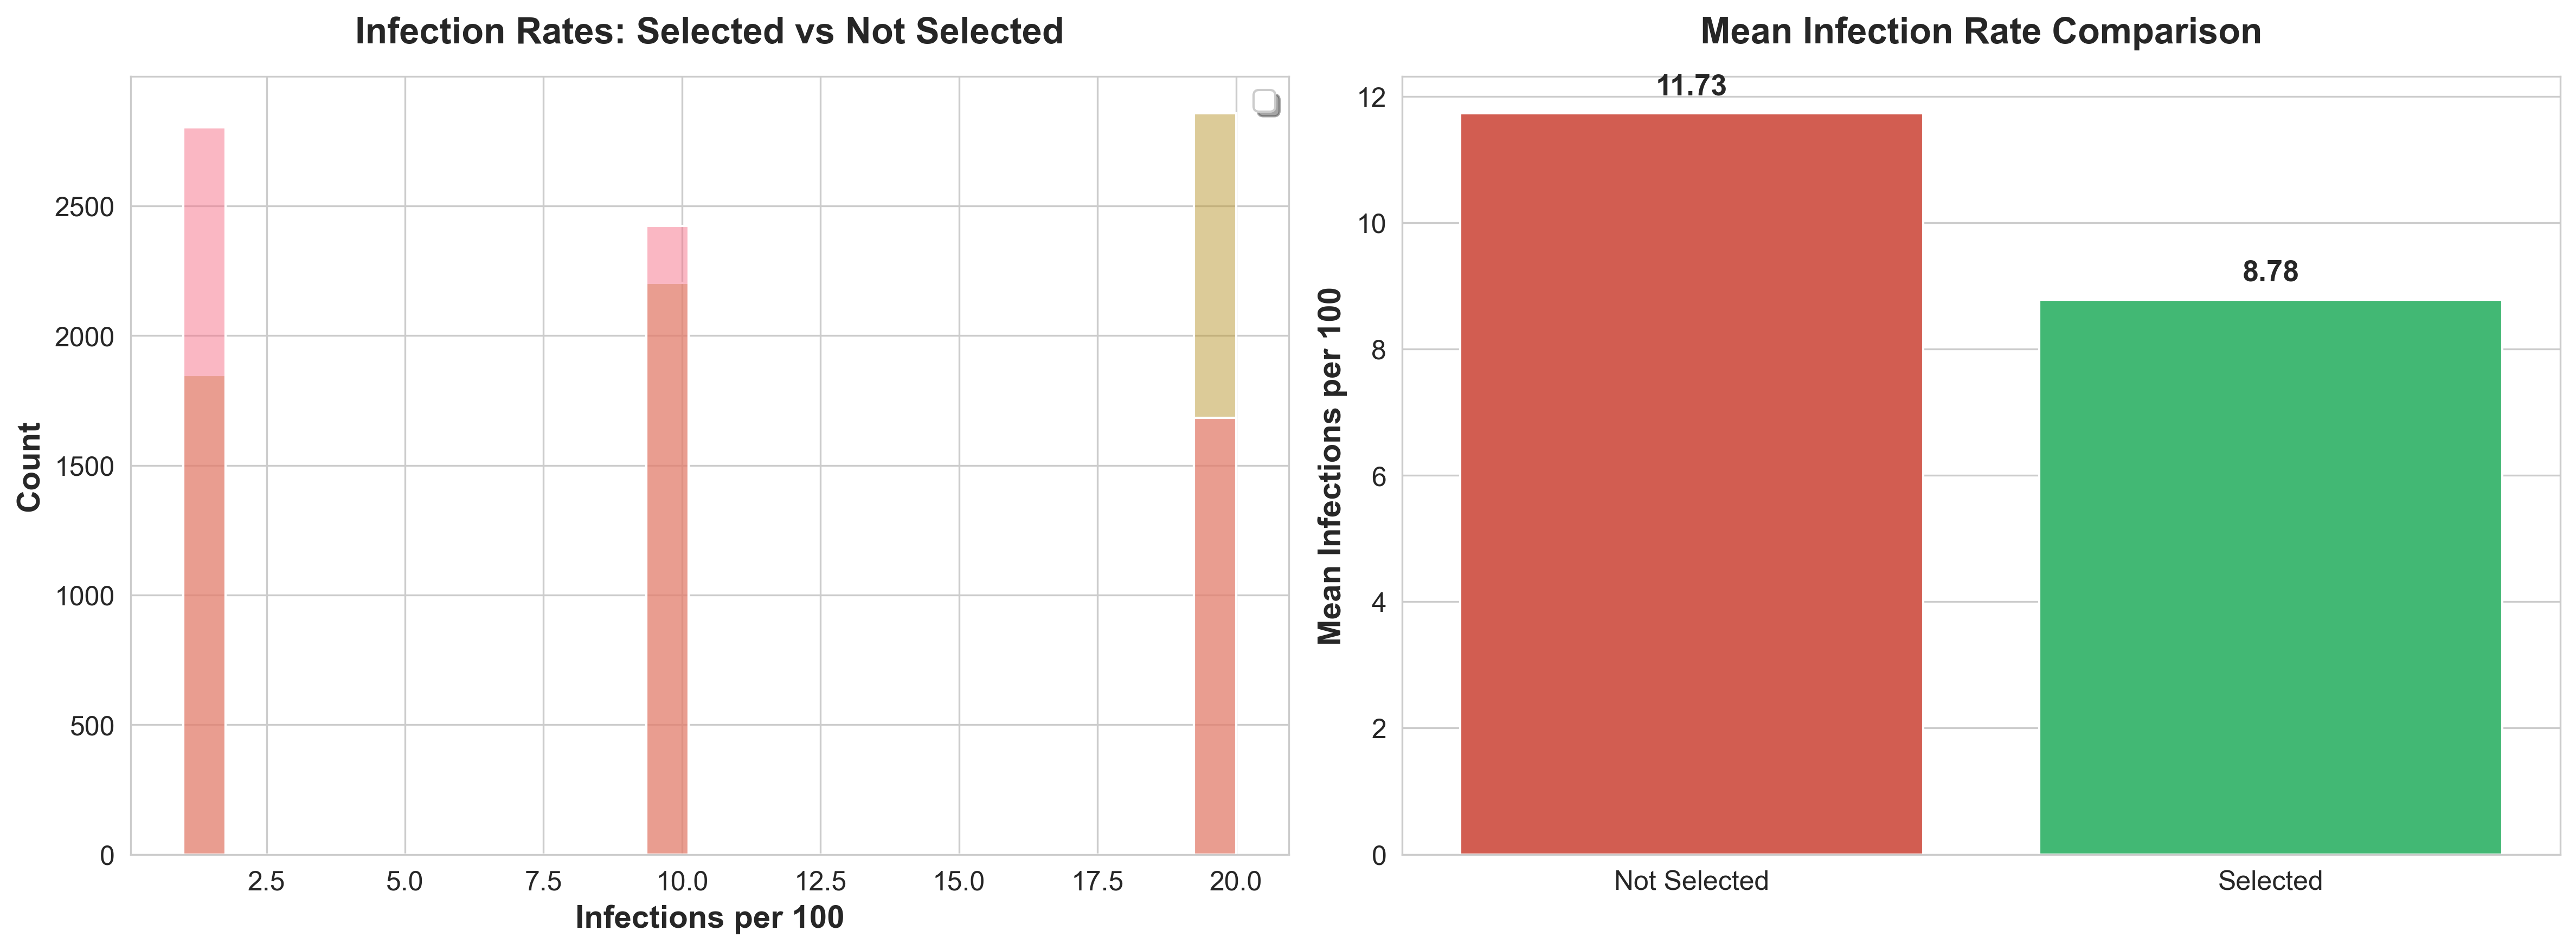 Infection Rates: Selected vs Not Selected
Count
2500
2000
1500
1000
500
0
2.5 5.0 7.5 10.0 12.5 15.0 17.5 20.0
Infections per 100
Mean Infection Rate Comparison
Mean Infections per 100
12
10
8
6
4
2
0
11.73
8.78
Not Selected Selected